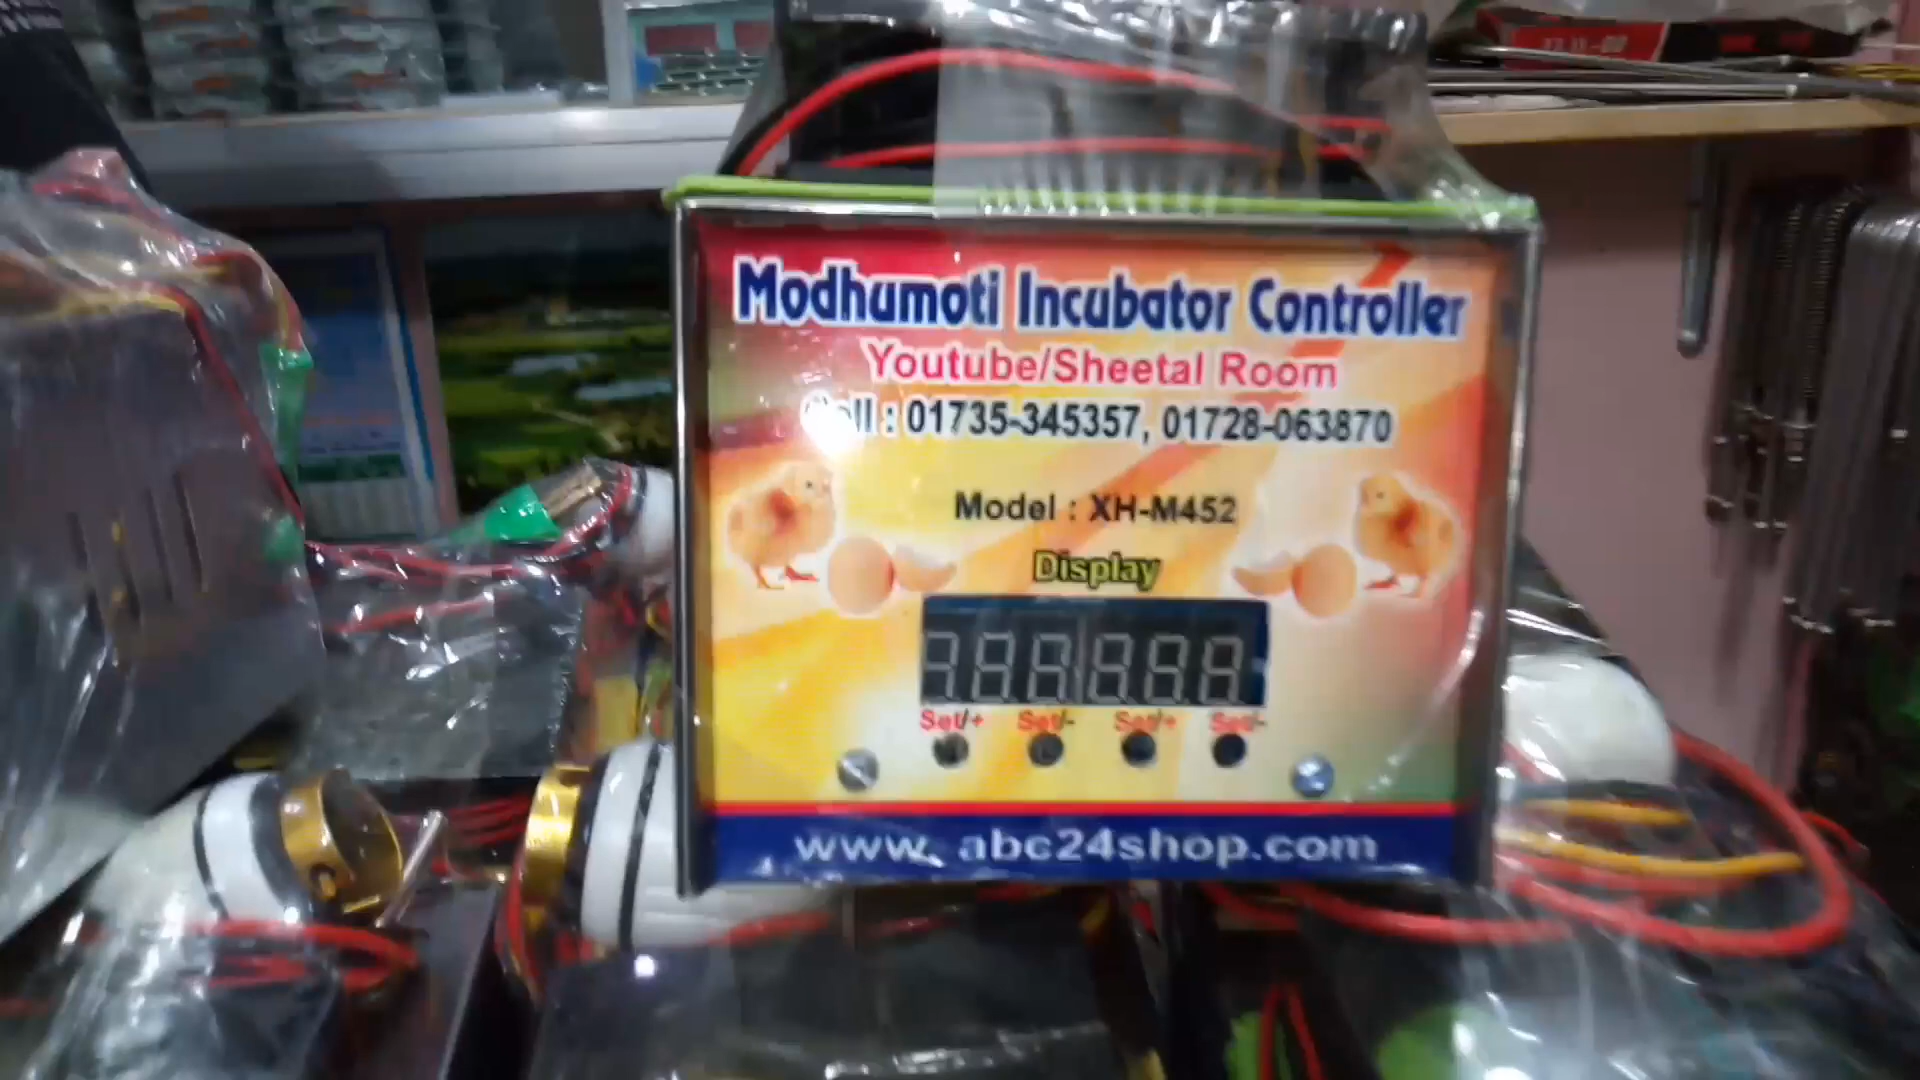 Modhumoti Incubator Controller
Youtube/Sheetal Room
Call : 01735-345357, 01728-063870
Model : XH-M452
Display
Set/+ Set/- Set/+ Set/-
www. abc24shop.com